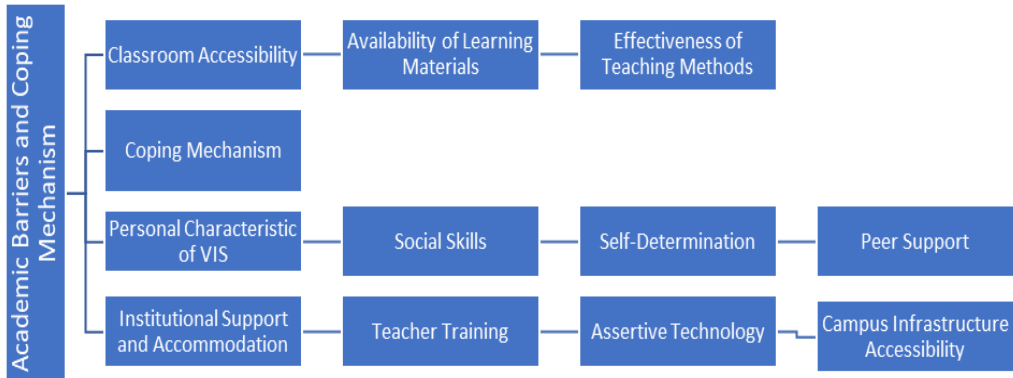 Academic Barriers and Coping
Mechanism
Classroom Accessibility
Availability of Learning
Materials
Effectiveness of
Teaching Methods
Coping Mechanism
Personal Characteristic
of VIS
Social Skills
Self-Determination
Peer Support
Institutional Support
and Accommodation
Teacher Training
Assertive Technology
Campus Infrastructure
Accessibility